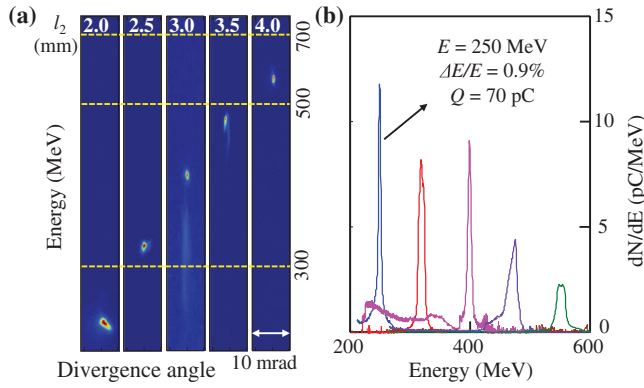 (a)
l₂
(mm)
2.0 2.5 3.0 3.5 4.0
700
500
300
Energy (MeV)
10 mrad
Divergence angle
(b)
E = 250 MeV
ΔE/E = 0.9%
Q = 70 pC
15
10
5
0
dN/dE (pC/MeV)
200 400 600
Energy (MeV)